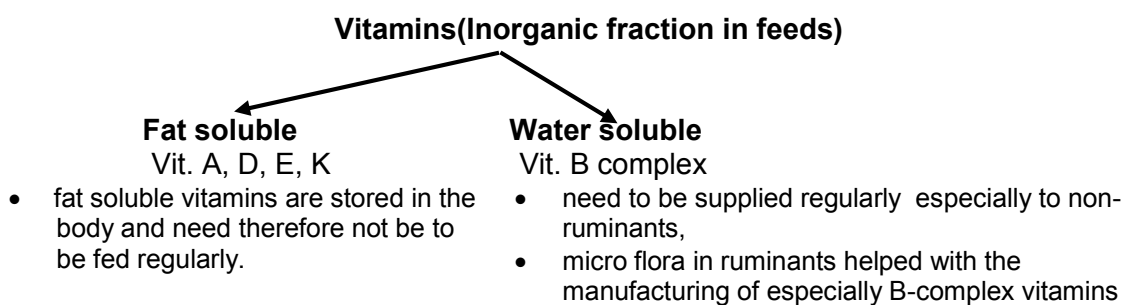 Vitamins(Inorganic fraction in feeds)
Fat soluble
Vit. A, D, E, K
• fat soluble vitamins are stored in the
body and need therefore not be to
be fed regularly.
Water soluble
Vit. B complex
• need to be supplied regularly especially to non-
ruminants,
• micro flora in ruminants helped with the
manufacturing of especially B-complex vitamins